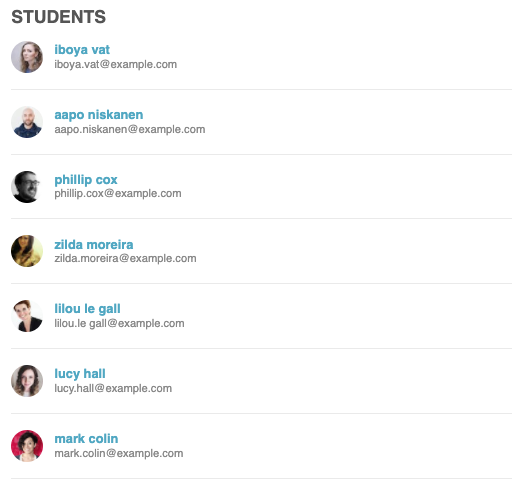 STUDENTS
iboya vat
iboya.vat@example.com
aapo niskanen
aapo.niskanen@example.com
phillip cox
phillip.cox@example.com
zilda moreira
zilda.moreira@example.com
lilou le gall
lilou.le gall@example.com
lucy hall
lucy.hall@example.com
mark colin
mark.colin@example.com